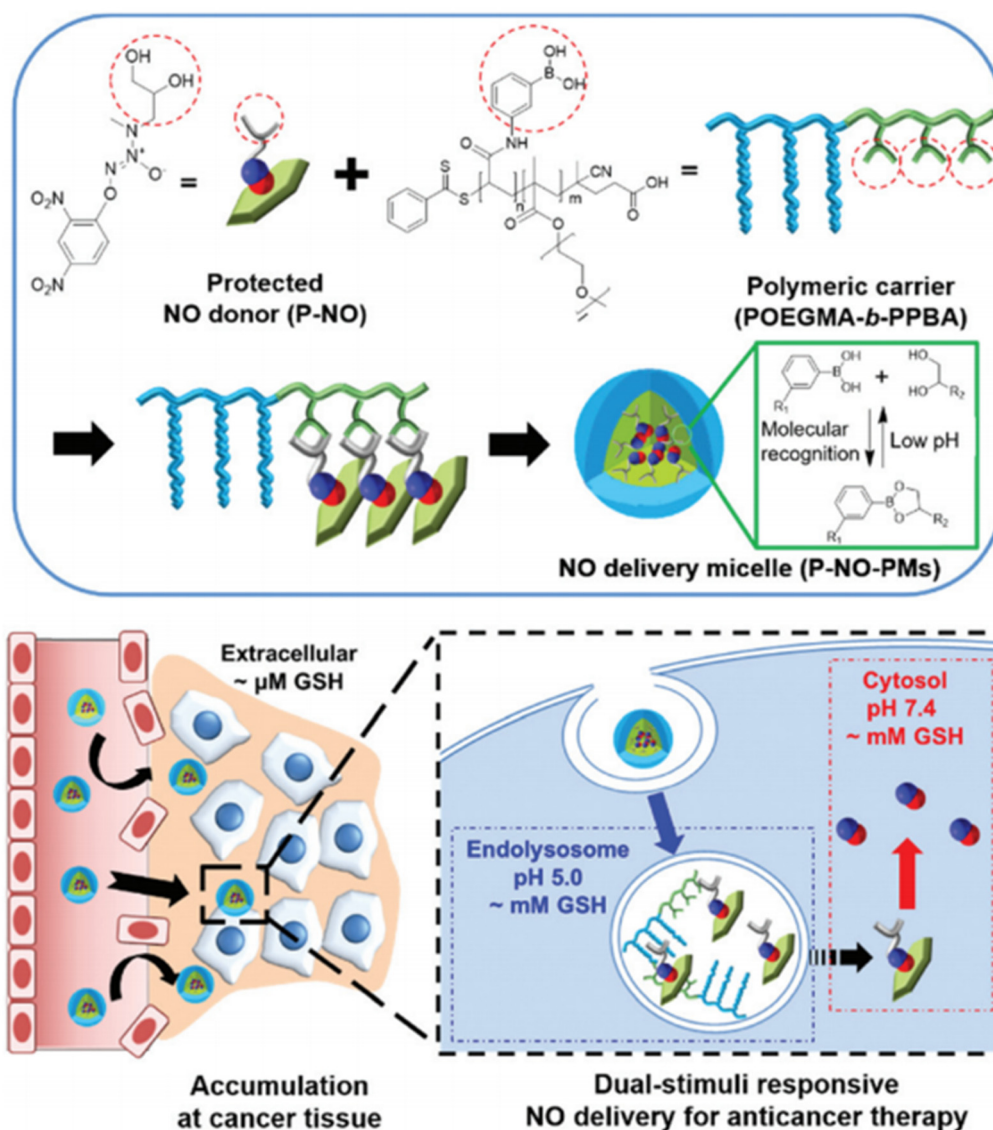 OH
OH
N
N⁺
N
O⁻
O
O₂N
NO₂
=
Protected
NO donor (P-NO)
+
OH
B
OH
O
NH
S
S
n
m
CN
O
OH
O
O
O
=
Polymeric carrier
(POEGMA-b-PPBA)
OH
B
OH
R₁
+
HO
HO
R₂
Molecular
recognition
Low pH
O
B
O
R₁
R₂
NO delivery micelle (P-NO-PMs)
Extracellular
~ µM GSH
Cytosol
pH 7.4
~ mM GSH
Endolysosome
pH 5.0
~ mM GSH
Accumulation
at cancer tissue
Dual-stimuli responsive
NO delivery for anticancer therapy